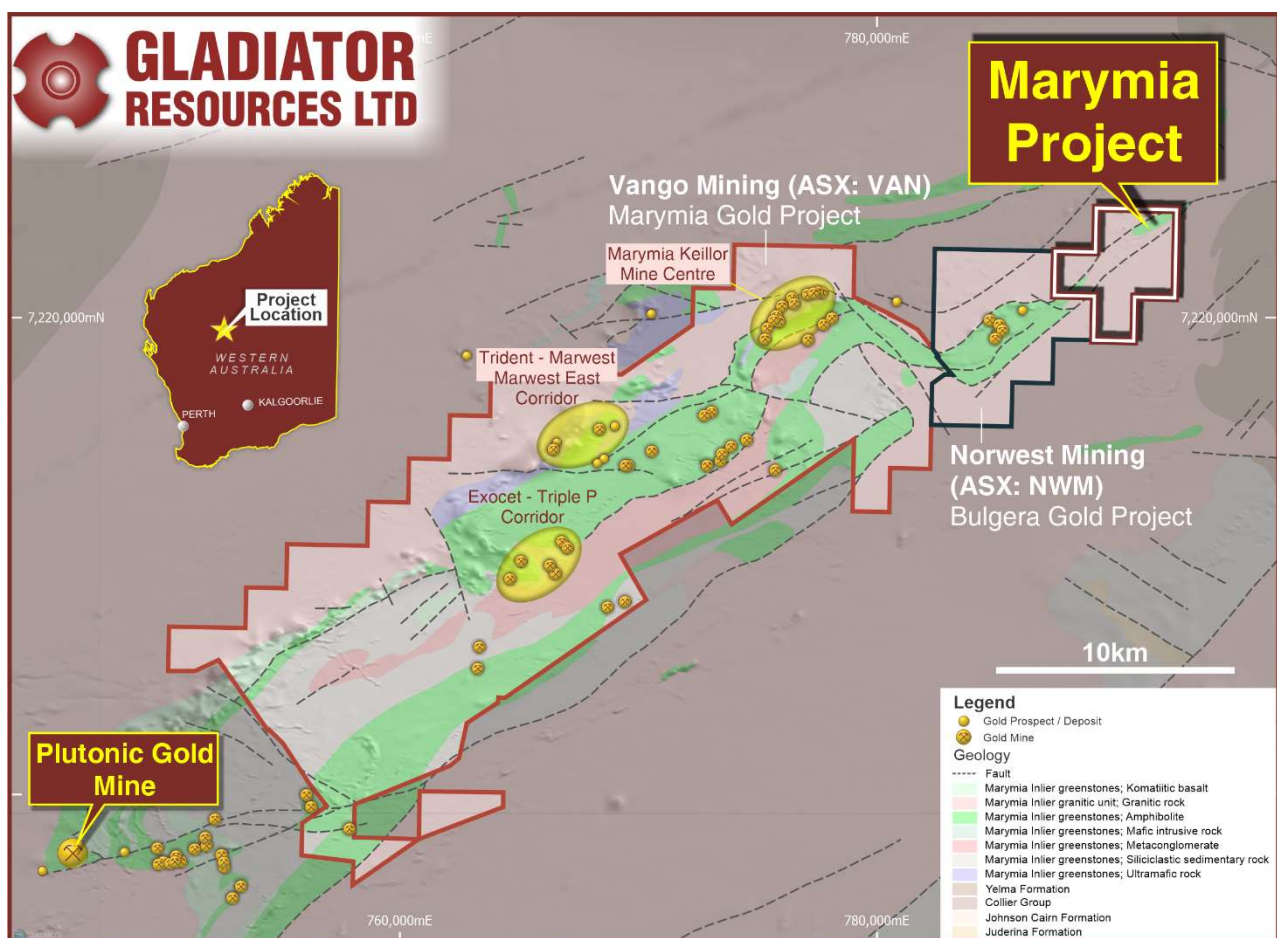 GLADIATOR
RESOURCES LTD
mE
780,000mE
Marymia
Project
Vango Mining (ASX: VAN)
Marymia Gold Project
Marymia Keillor
Mine Centre
Project
Location
WESTERN
AUSTRALIA
PERTH
KALGOORLIE
7,220,000mN
7,220,000mN
Trident - Marwest
Marwest East
Corridor
Exocet - Triple P
Corridor
Norwest Mining
(ASX: NWM)
Bulgera Gold Project
10km
Plutonic Gold
Mine
760,000mE
780,000mE
Legend
Gold Prospect / Deposit
Gold Mine
Geology
Fault
Marymia Inlier greenstones; Komatiitic basalt
Marymia Inlier granitic unit; Granitic rock
Marymia Inlier greenstones; Amphibolite
Marymia Inlier greenstones; Mafic intrusive rock
Marymia Inlier greenstones; Metaconglomerate
Marymia Inlier greenstones; Siliciclastic sedimentary rock
Marymia Inlier greenstones; Ultramafic rock
Yelma Formation
Collier Group
Johnson Cairn Formation
Juderina Formation